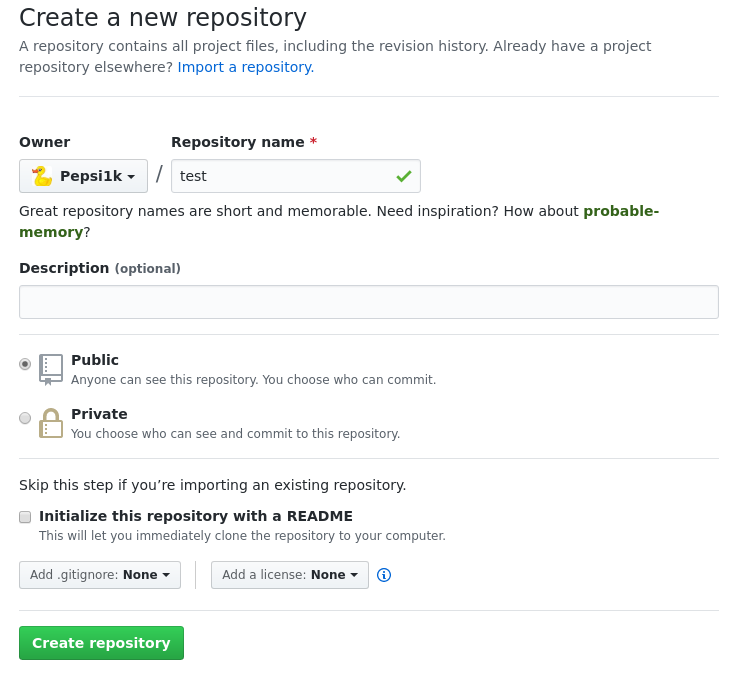 Create a new repository
A repository contains all project files, including the revision history. Already have a project
repository elsewhere? Import a repository.
Owner
Repository name *
Pepsi1k / test
Great repository names are short and memorable. Need inspiration? How about probable-
memory?
Description (optional)
Public
Anyone can see this repository. You choose who can commit.
Private
You choose who can see and commit to this repository.
Skip this step if you’re importing an existing repository.
Initialize this repository with a README
This will let you immediately clone the repository to your computer.
Add .gitignore: None
Add a license: None
Create repository